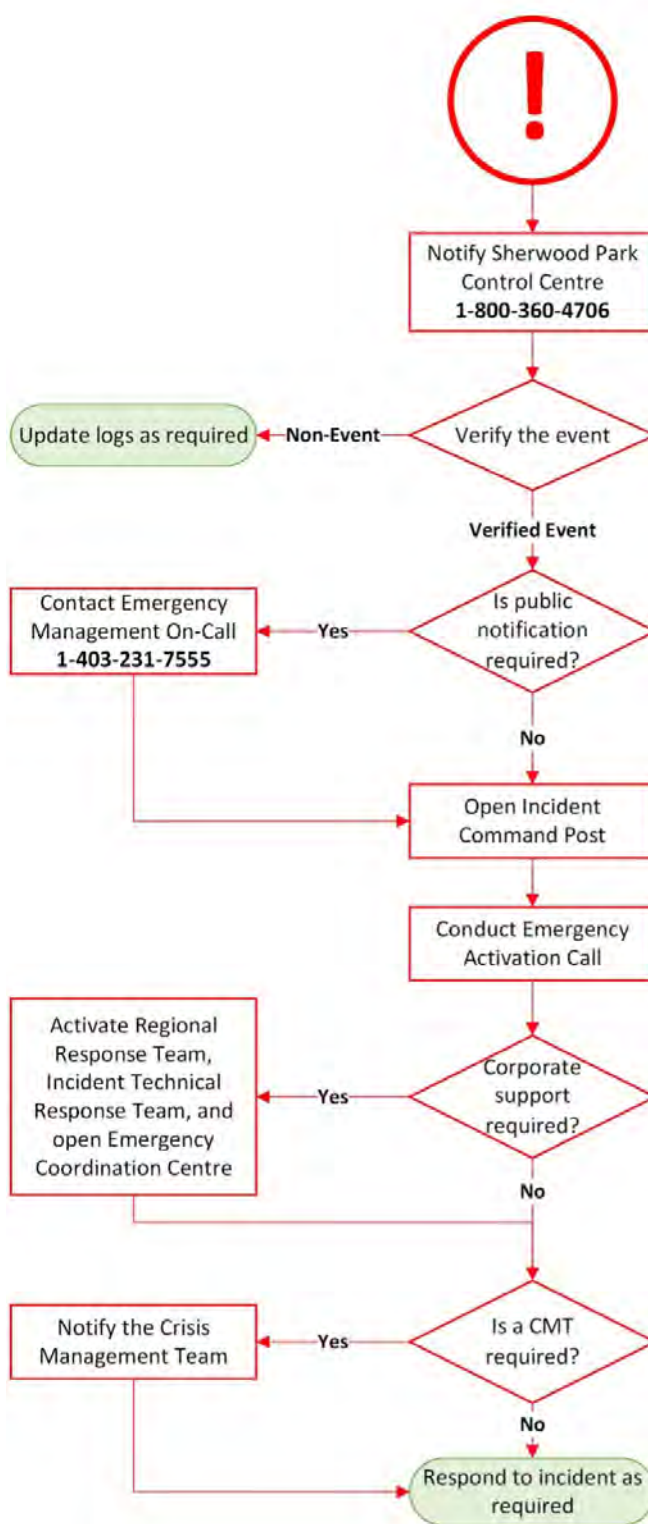 !
Notify Sherwood Park
Control Centre
1-800-360-4706
Update logs as required
Non-Event
Verify the event
Verified Event
Contact Emergency
Management On-Call
1-403-231-7555
Yes
Is public
notification
required?
No
Open Incident
Command Post
Conduct Emergency
Activation Call
Activate Regional
Response Team,
Incident Technical
Response Team, and
open Emergency
Coordination Centre
Yes
Corporate
support
required?
No
Notify the Crisis
Management Team
Yes
Is a CMT
required?
No
Respond to incident as
required